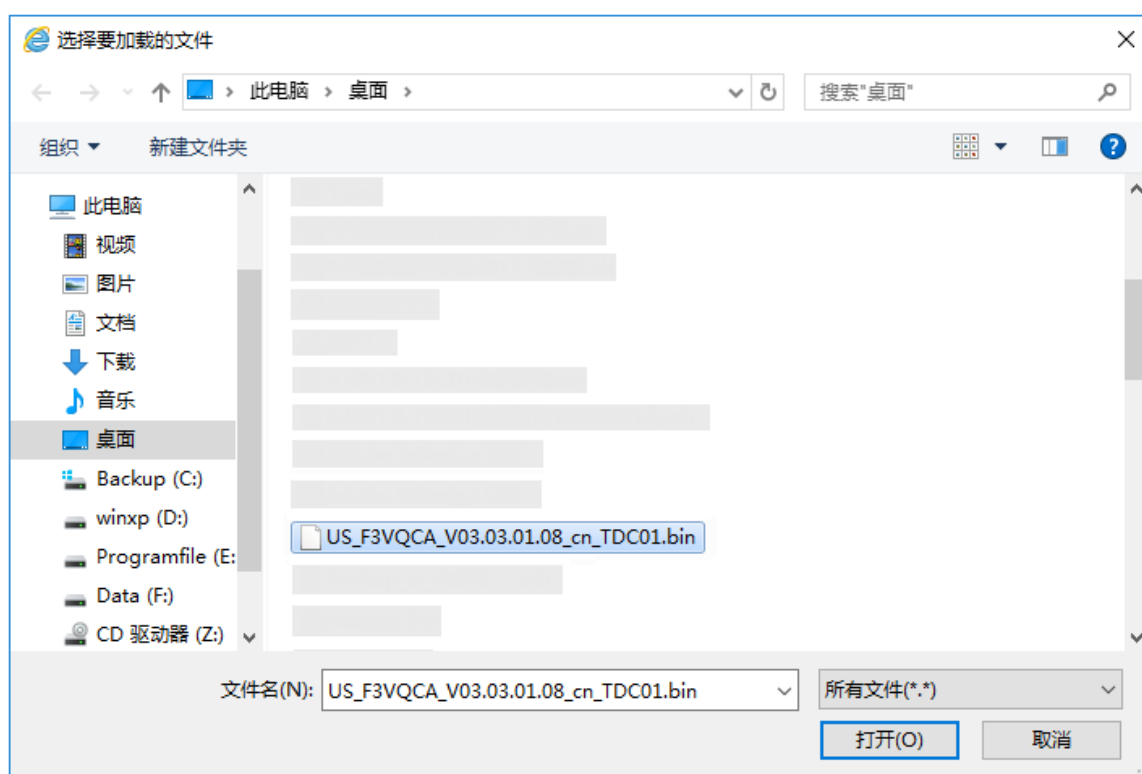 选择要加载的文件
此电脑 › 桌面 ›
搜索"桌面"
组织 新建文件夹
此电脑
视频
图片
文档
下载
音乐
桌面
Backup (C:)
winxp (D:)
Programfile (E:
Data (F:)
CD 驱动器 (Z:)
US_F3VQCA_V03.03.01.08_cn_TDC01.bin
文件名(N): US_F3VQCA_V03.03.01.08_cn_TDC01.bin
所有文件(*.*)
打开(O) 取消